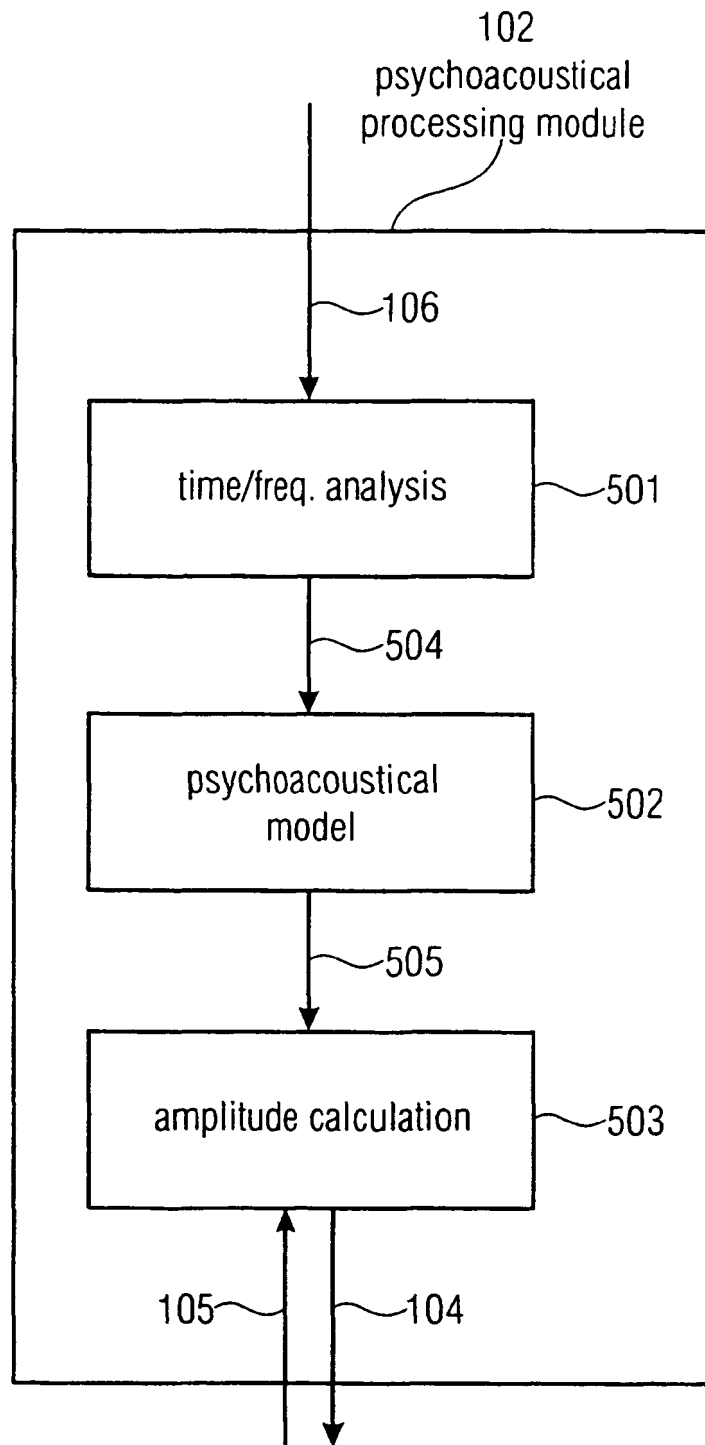 102
psychoacoustical
processing module
106
time/freq. analysis
501
504
psychoacoustical
model
502
505
amplitude calculation
503
105
104